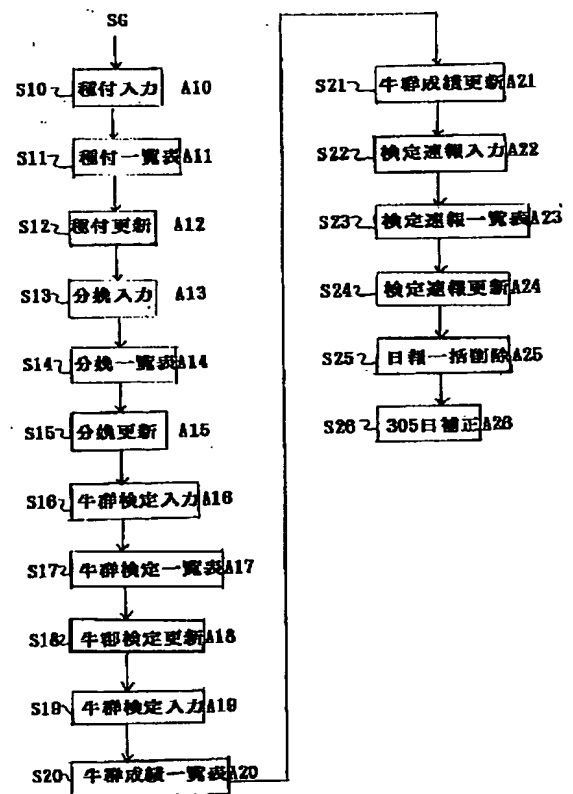 SG
S10 種付入力 A10
S11 種付一覧表 A11
S12 種付更新 A12
S13 分娩入力 A13
S14 分娩一覧表 A14
S15 分娩更新 A15
S16 牛群検定入力 A16
S17 牛群検定一覧表 A17
S18 牛郡検定更新 A18
S19 牛群検定入力 A19
S20 牛聯成績一覧表 A20
S21 牛聯成績更新 A21
S22 検定速報入力 A22
S23 検定速報一覧表 A23
S24 検定速報更新 A24
S25 日報一括削除 A25
S26 305日補正 A26